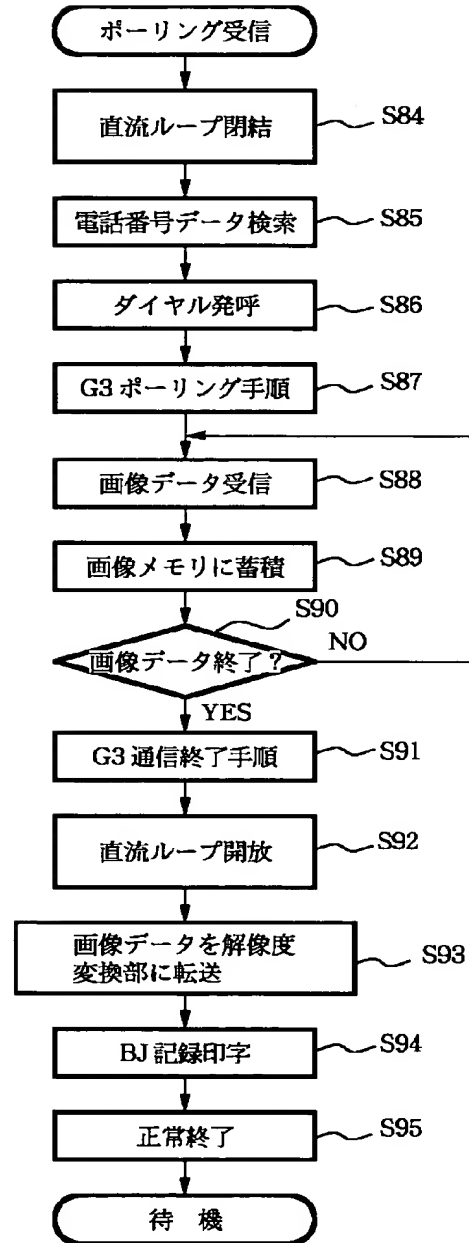 ポーリング受信
直流ループ閉結
S84
電話番号データ検索
S85
ダイヤル発呼
S86
G3 ポーリング手順
S87
画像データ受信
S88
画像メモリに蓄積
S89
S90
画像データ終了？
NO
YES
G3 通信終了手順
S91
直流ループ開放
S92
画像データを解像度
変換部に転送
S93
BJ 記録印字
S94
正常終了
S95
待 機